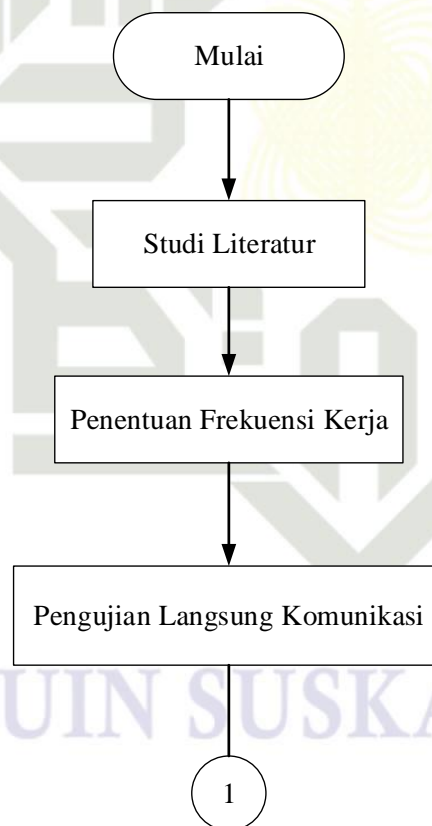 Mulai
Studi Literatur
Penentuan Frekuensi Kerja
Pengujian Langsung Komunikasi
UIN SUSKA
1